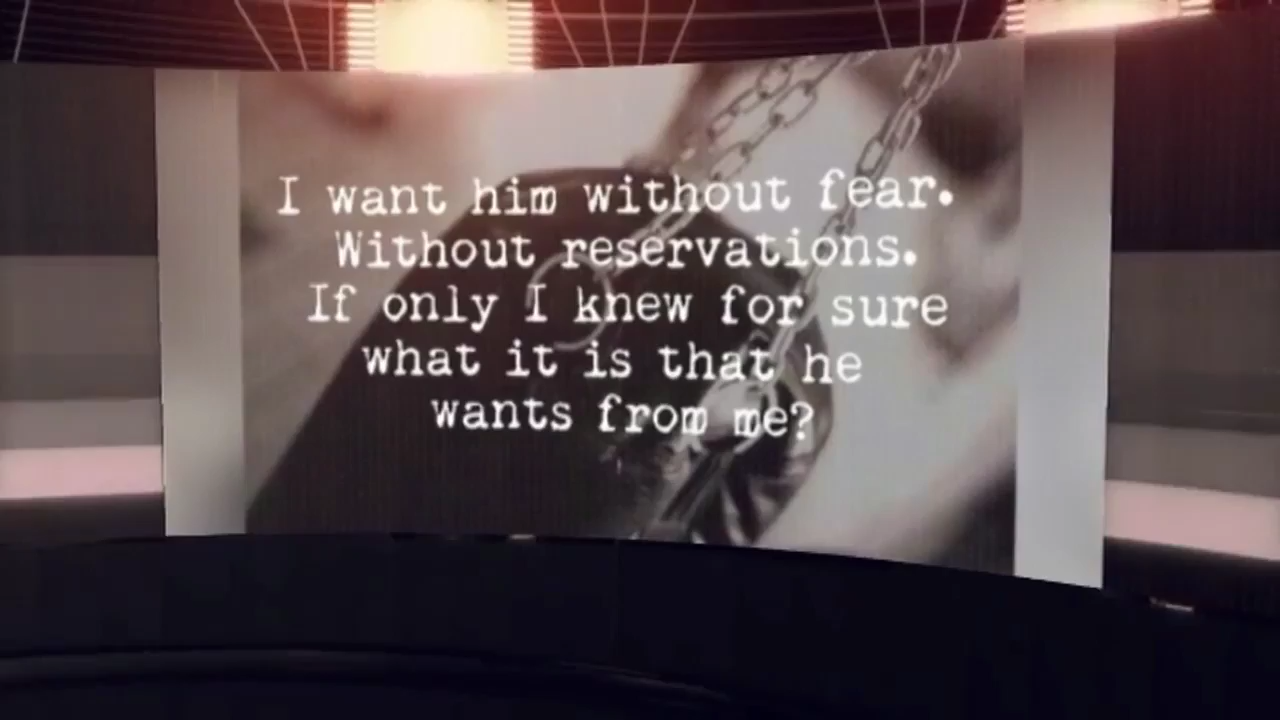 I want him without fear.
Without reservations.
If only I knew for sure
what it is that he
wants from me?